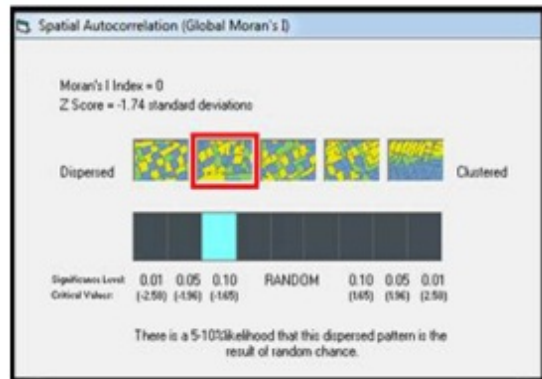 Spatial Autocorrelation (Global Moran's I)
Moran's I Index = 0
Z Score = -1.74 standard deviations
Dispersed
Clustered
Significance Level: 0.01 0.05 0.10 RANDOM 0.10 0.05 0.01
Critical Values: (-2.58) (-1.96) (-1.65) (1.65) (1.96) (2.58)
There is a 5-10% likelihood that this dispersed pattern is the
result of random chance.